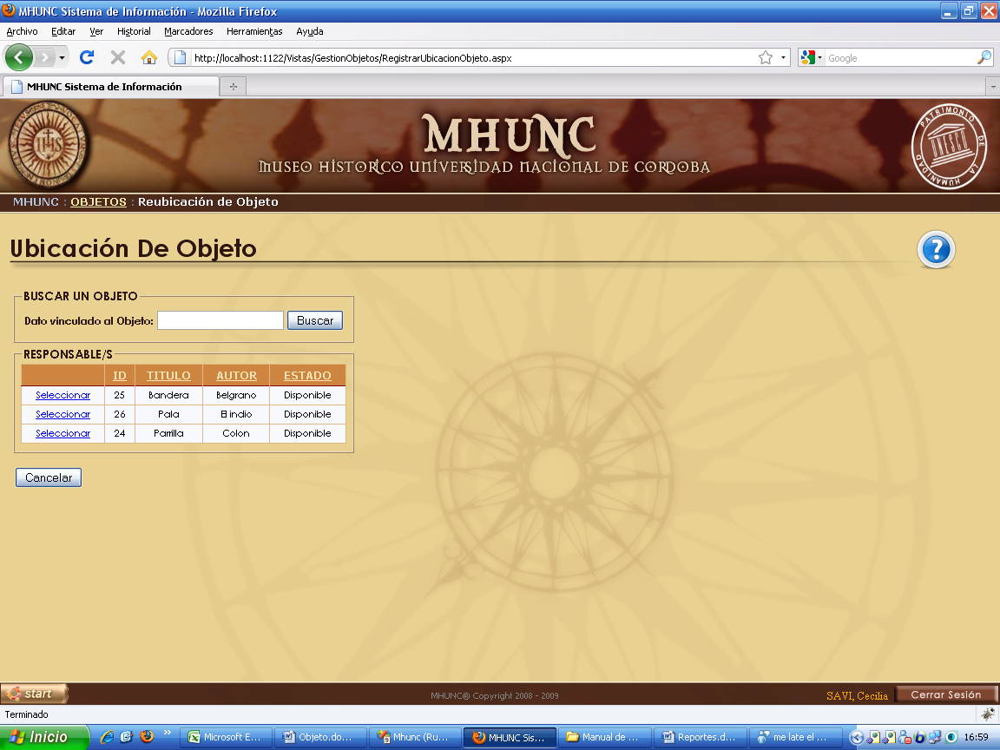 MHUNC Sistema de Información - Mozilla Firefox
Archivo Editar Ver Historial Marcadores Herramientas Ayuda
http://localhost:1122/Vistas/GestionObjetos/RegistrarUbicacionObjeto.aspx Google
MHUNC Sistema de Información
IHS
MHUNC
MUSEO HISTORICO UNIVERSIDAD NACIONAL DE CORDOBA
PATRIMONIO DE LA HUMANIDAD
UNESCO
MHUNC : OBJETOS : Reubicación de Objeto
Ubicación De Objeto
?
BUSCAR UN OBJETO
Dato vinculado al Objeto: Buscar
RESPONSABLE/S
ID TITULO AUTOR ESTADO
Seleccionar 25 Bandera Belgrano Disponible
Seleccionar 26 Pala El indio Disponible
Seleccionar 24 Parrilla Colon Disponible
Cancelar
start MHUNC® Copyright 2008 - 2009 SAVI, Cecilia Cerrar Sesión
Terminado
Inicio » Microsoft E... Objeto.do... Mhunc (Ru... MHUNC Sis... Manual de ... Reportes.d... me late el ... 16:59